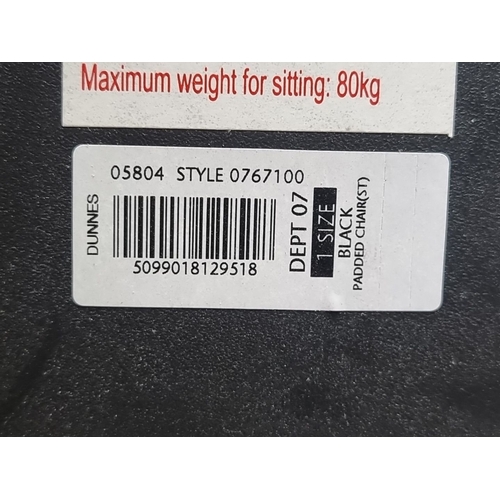 Maximum weight for sitting: 80kg
DUNNES
05804 STYLE 0767100
5099018129518
DEPT 07
1 SIZE
BLACK
PADDED CHAIR(ST)